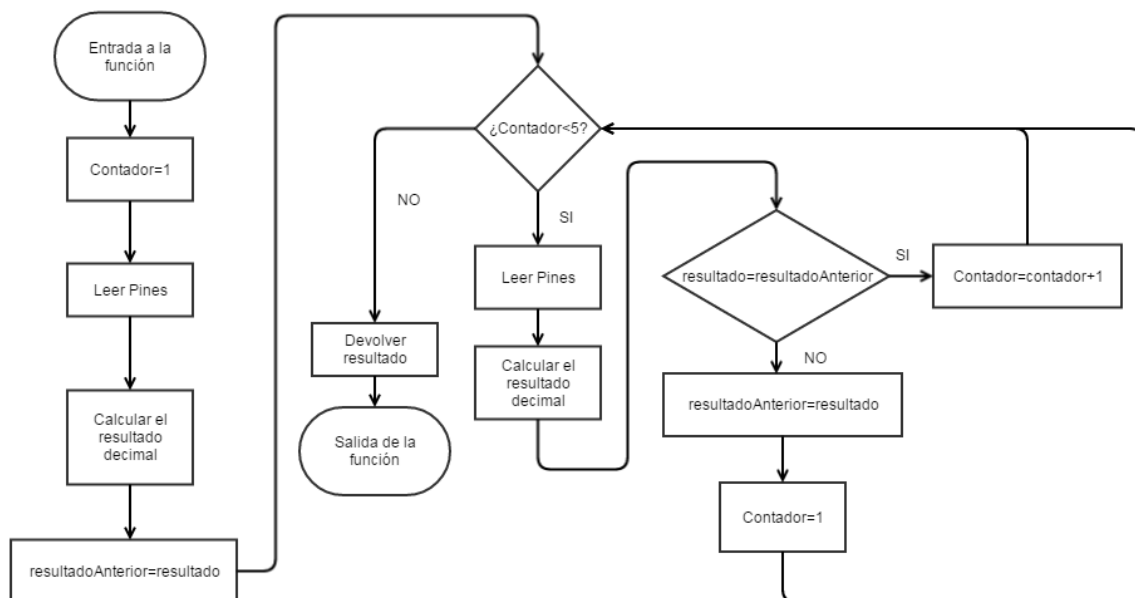 Entrada a la
función
Contador=1
Leer Pines
Calcular el
resultado
decimal
resultadoAnterior=resultado
¿Contador<5?
NO
SI
Devolver
resultado
Salida de la
función
Leer Pines
Calcular el
resultado
decimal
resultado=resultadoAnterior
SI
Contador=contador+1
NO
resultadoAnterior=resultado
Contador=1